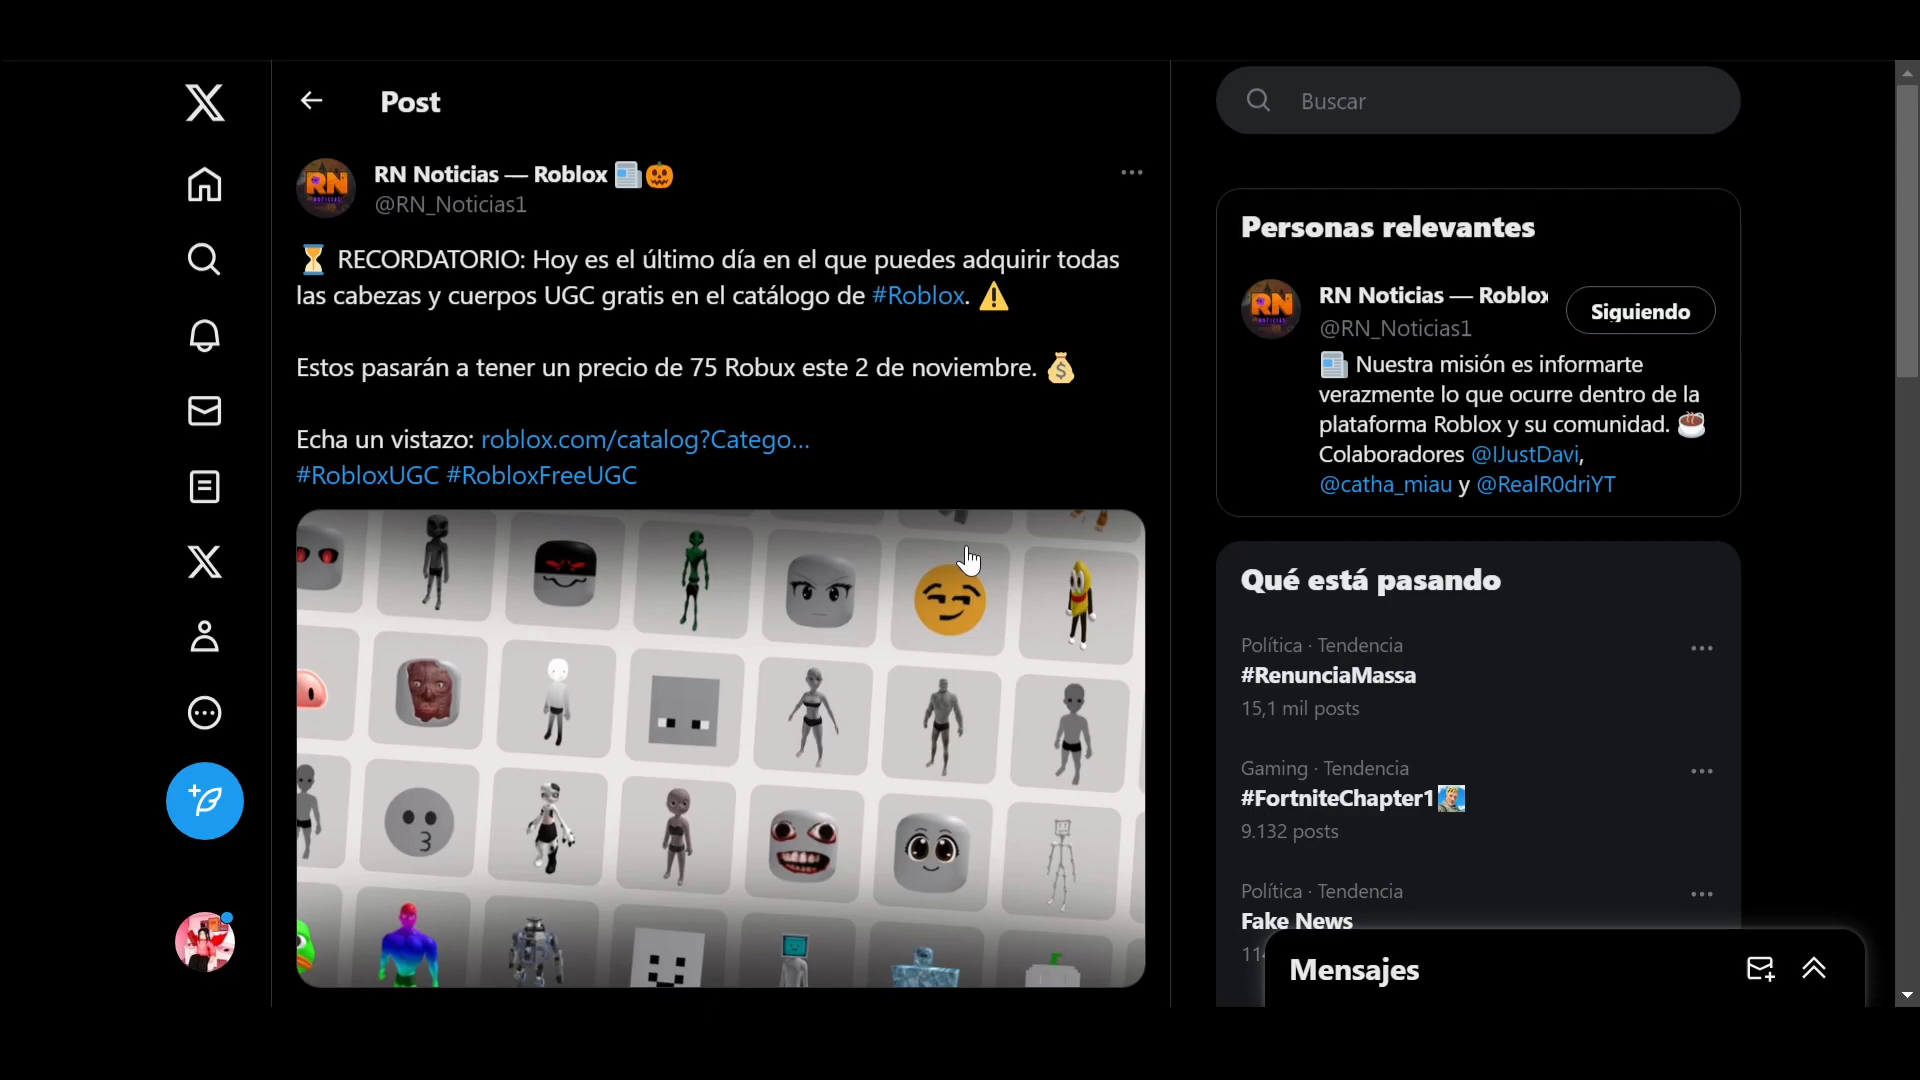 Post
RN Noticias — Roblox 📰🎃
@RN_Noticias1
⏳ RECORDATORIO: Hoy es el último día en el que puedes adquirir todas
las cabezas y cuerpos UGC gratis en el catálogo de #Roblox. ⚠️
Estos pasarán a tener un precio de 75 Robux este 2 de noviembre. 💰
Echa un vistazo: roblox.com/catalog?Catego...
#RobloxUGC #RobloxFreeUGC
Buscar
Personas relevantes
RN Noticias — Roblox
@RN_Noticias1
Siguiendo
📰 Nuestra misión es informarte
verazmente lo que ocurre dentro de la
plataforma Roblox y su comunidad. ☕
Colaboradores @IJustDavi,
@catha_miau y @RealR0driYT
Qué está pasando
Política · Tendencia
#RenunciaMassa
15,1 mil posts
Gaming · Tendencia
#FortniteChapter1
9.132 posts
Política · Tendencia
Fake News
Mensajes